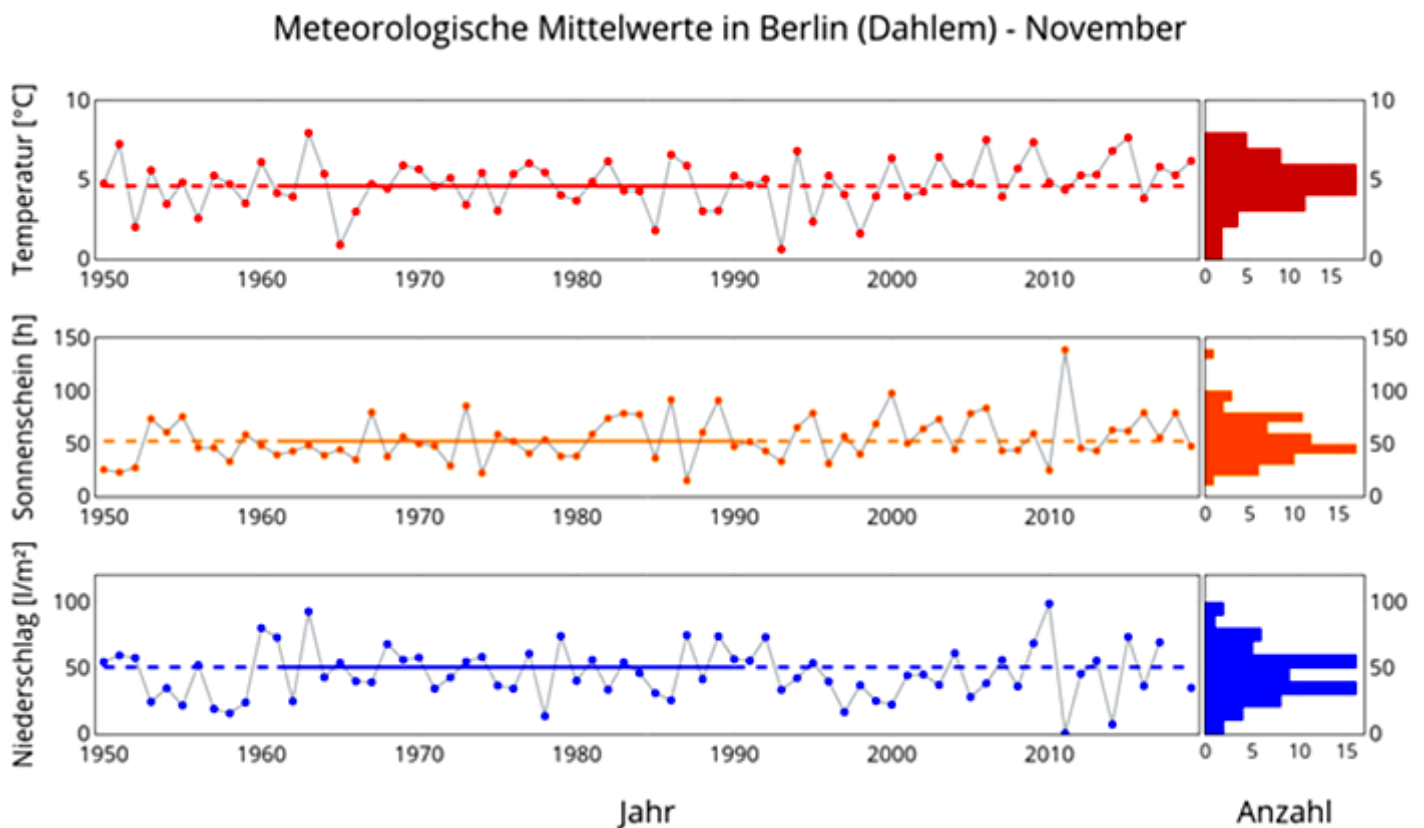 Meteorologische Mittelwerte in Berlin (Dahlem) - November
Temperatur [°C]
10
5
0
1950 1960 1970 1980 1990 2000 2010
10
5
0
0 5 10 15
Sonnenschein [h]
150
100
50
0
1950 1960 1970 1980 1990 2000 2010
150
100
50
0
0 5 10 15
Niederschlag [l/m²]
100
50
0
1950 1960 1970 1980 1990 2000 2010
100
50
0
0 5 10 15
Jahr
Anzahl